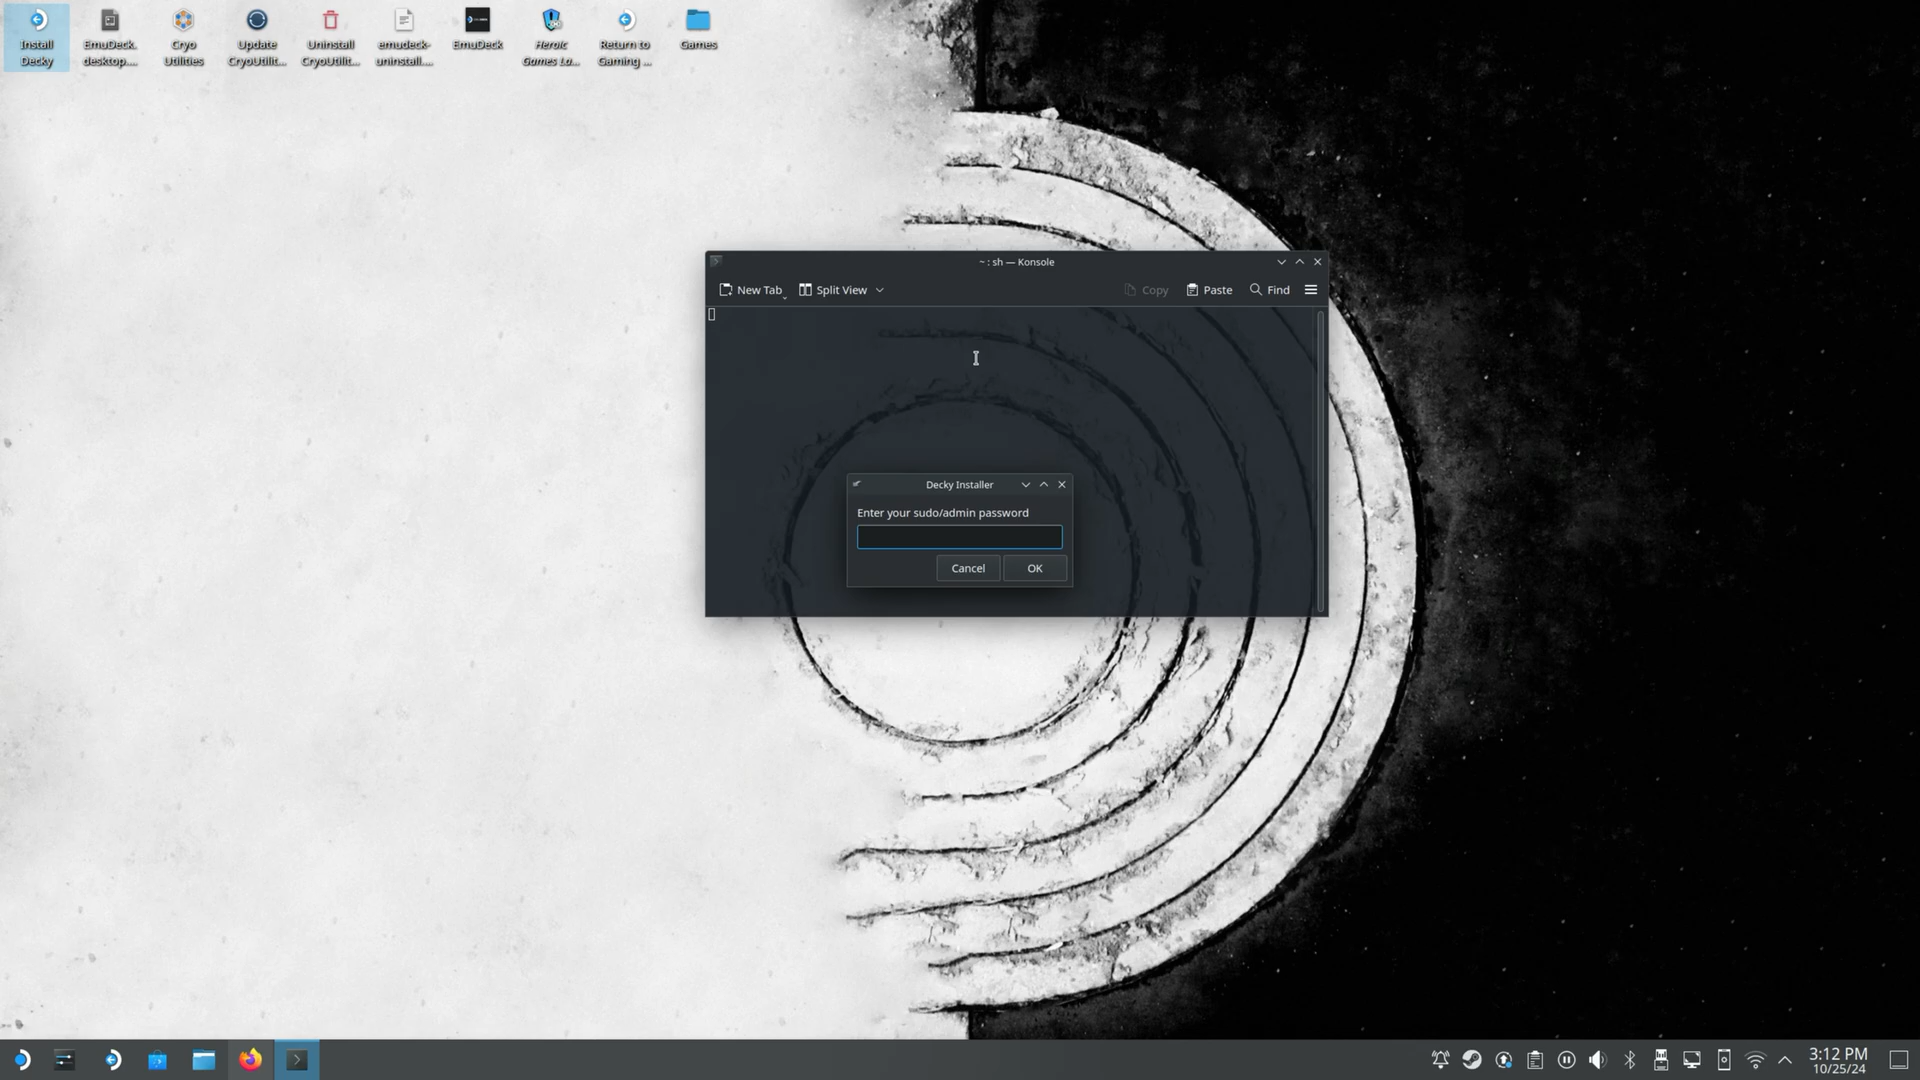 Install
Decky
EmuDeck.
desktop....
Cryo
Utilities
Update
CryoUtilit...
Uninstall
CryoUtilit...
emudeck-
uninstall....
EmuDeck
Heroic
Games La...
Return to
Gaming ...
Games
~ : sh — Konsole
New Tab
Split View
Copy
Paste
Find
Decky Installer
Enter your sudo/admin password
Cancel
OK
3:12 PM
10/25/24